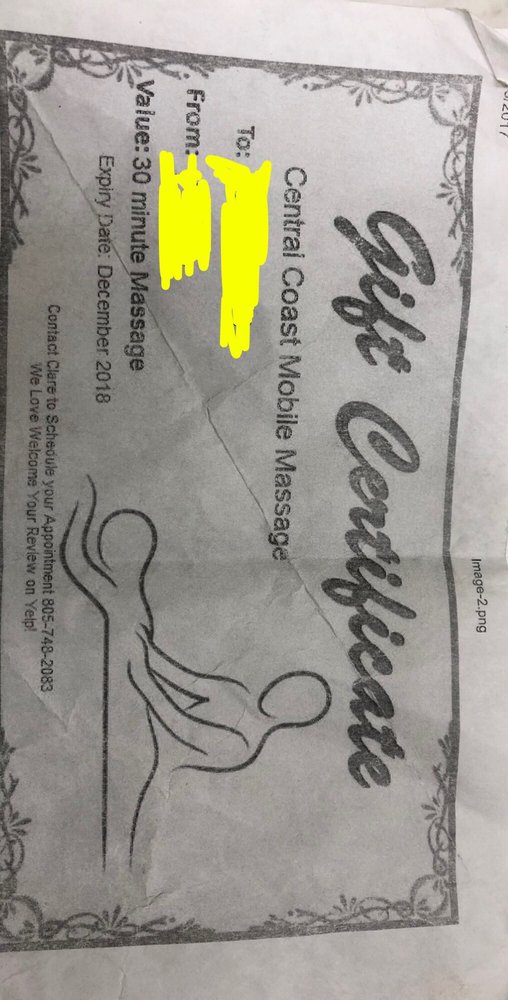 /2017
Image-2.png
Gift Certificate
Central Coast Mobile Massage
To:
From:
Value: 30 minute Massage
Expiry Date: December 2018
Contact Clare to Schedule your Appointment 805-748-2083
We Love Welcome Your Review on Yelp!